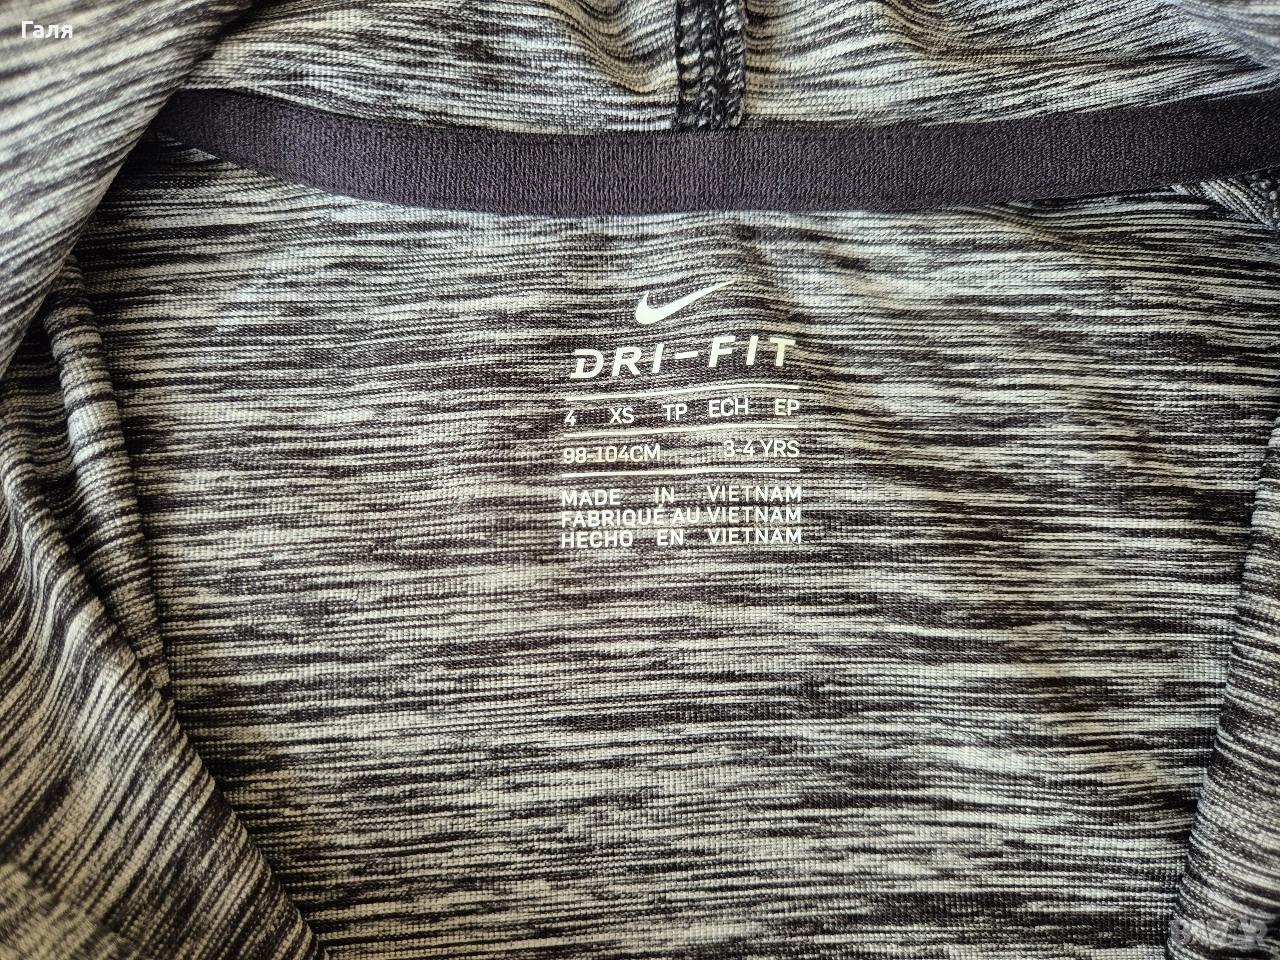 Галя
DRI-FIT
4 XS TP ECH EP
98-104CM 3-4 YRS
MADE IN VIETNAM
FABRIQUÉ AU VIETNAM
HECHO EN VIETNAM